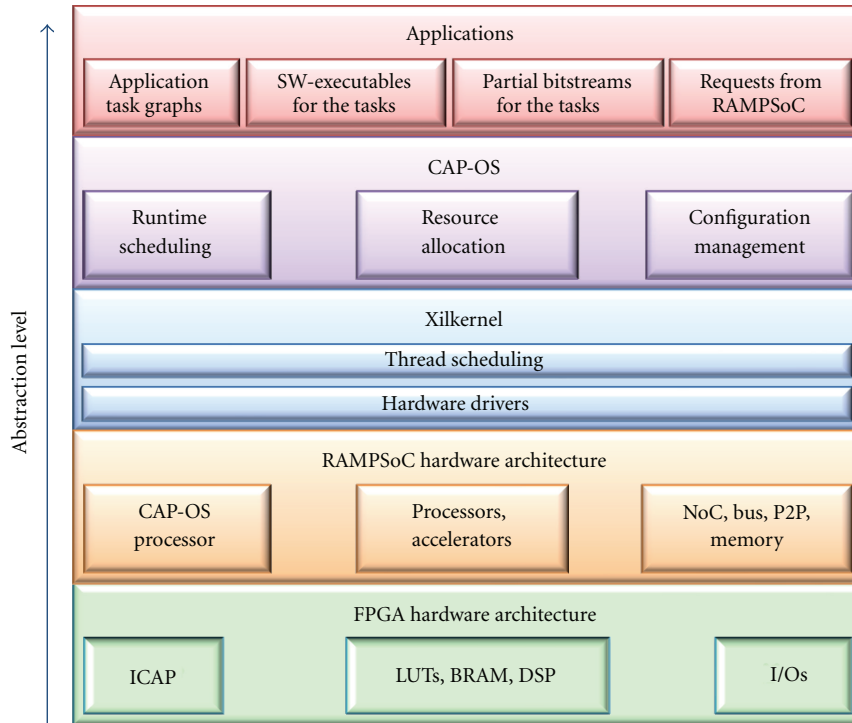 Abstraction level
Applications
Application
task graphs
SW-executables
for the tasks
Partial bitstreams
for the tasks
Requests from
RAMPSoC
CAP-OS
Runtime
scheduling
Resource
allocation
Configuration
management
Xilkernel
Thread scheduling
Hardware drivers
RAMPSoC hardware architecture
CAP-OS
processor
Processors,
accelerators
NoC, bus, P2P,
memory
FPGA hardware architecture
ICAP
LUTs, BRAM, DSP
I/Os